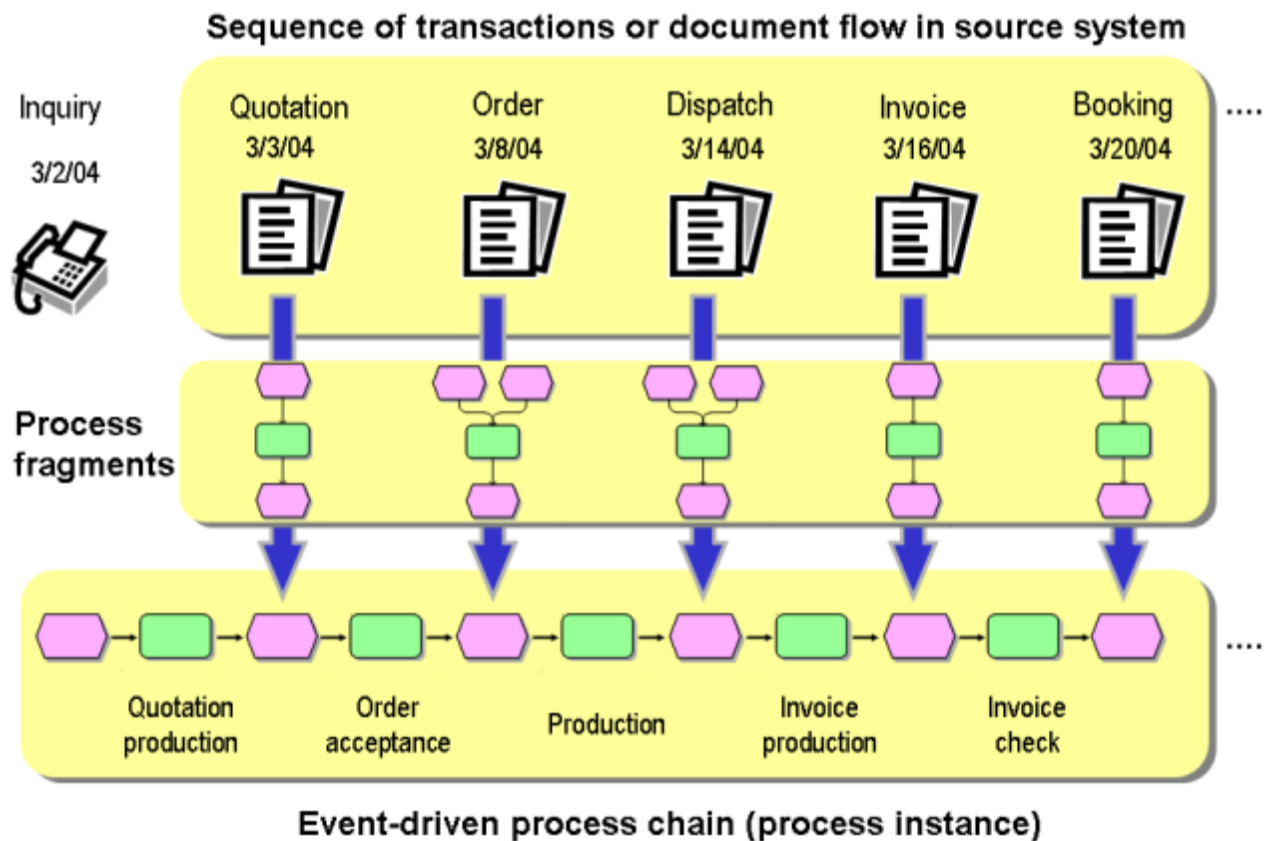 Sequence of transactions or document flow in source system
Inquiry
3/2/04
Quotation
3/3/04
Order
3/8/04
Dispatch
3/14/04
Invoice
3/16/04
Booking
3/20/04
....
Process
fragments
....
Quotation
production
Order
acceptance
Production
Invoice
production
Invoice
check
Event-driven process chain (process instance)